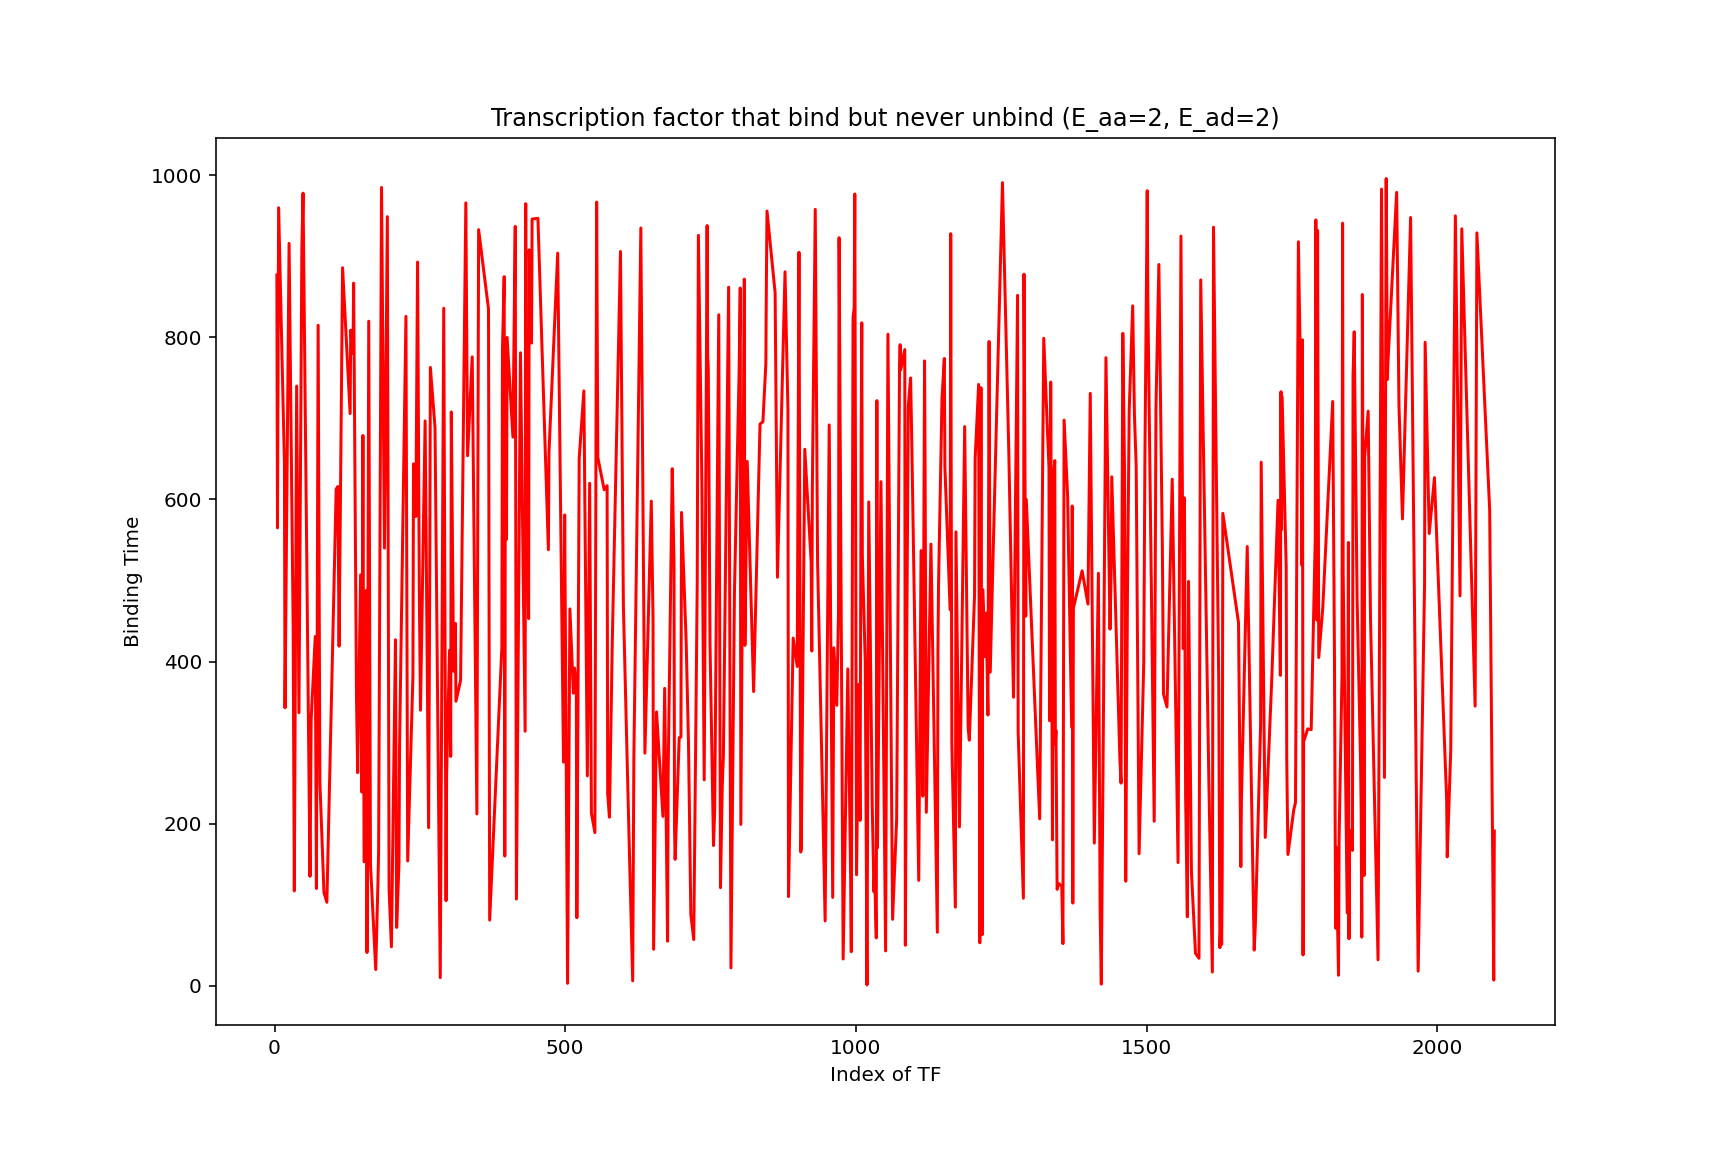 Transcription factor that bind but never unbind (E_aa=2, E_ad=2)
1000
800
600
400
200
0
Binding Time
0 500 1000 1500 2000
Index of TF